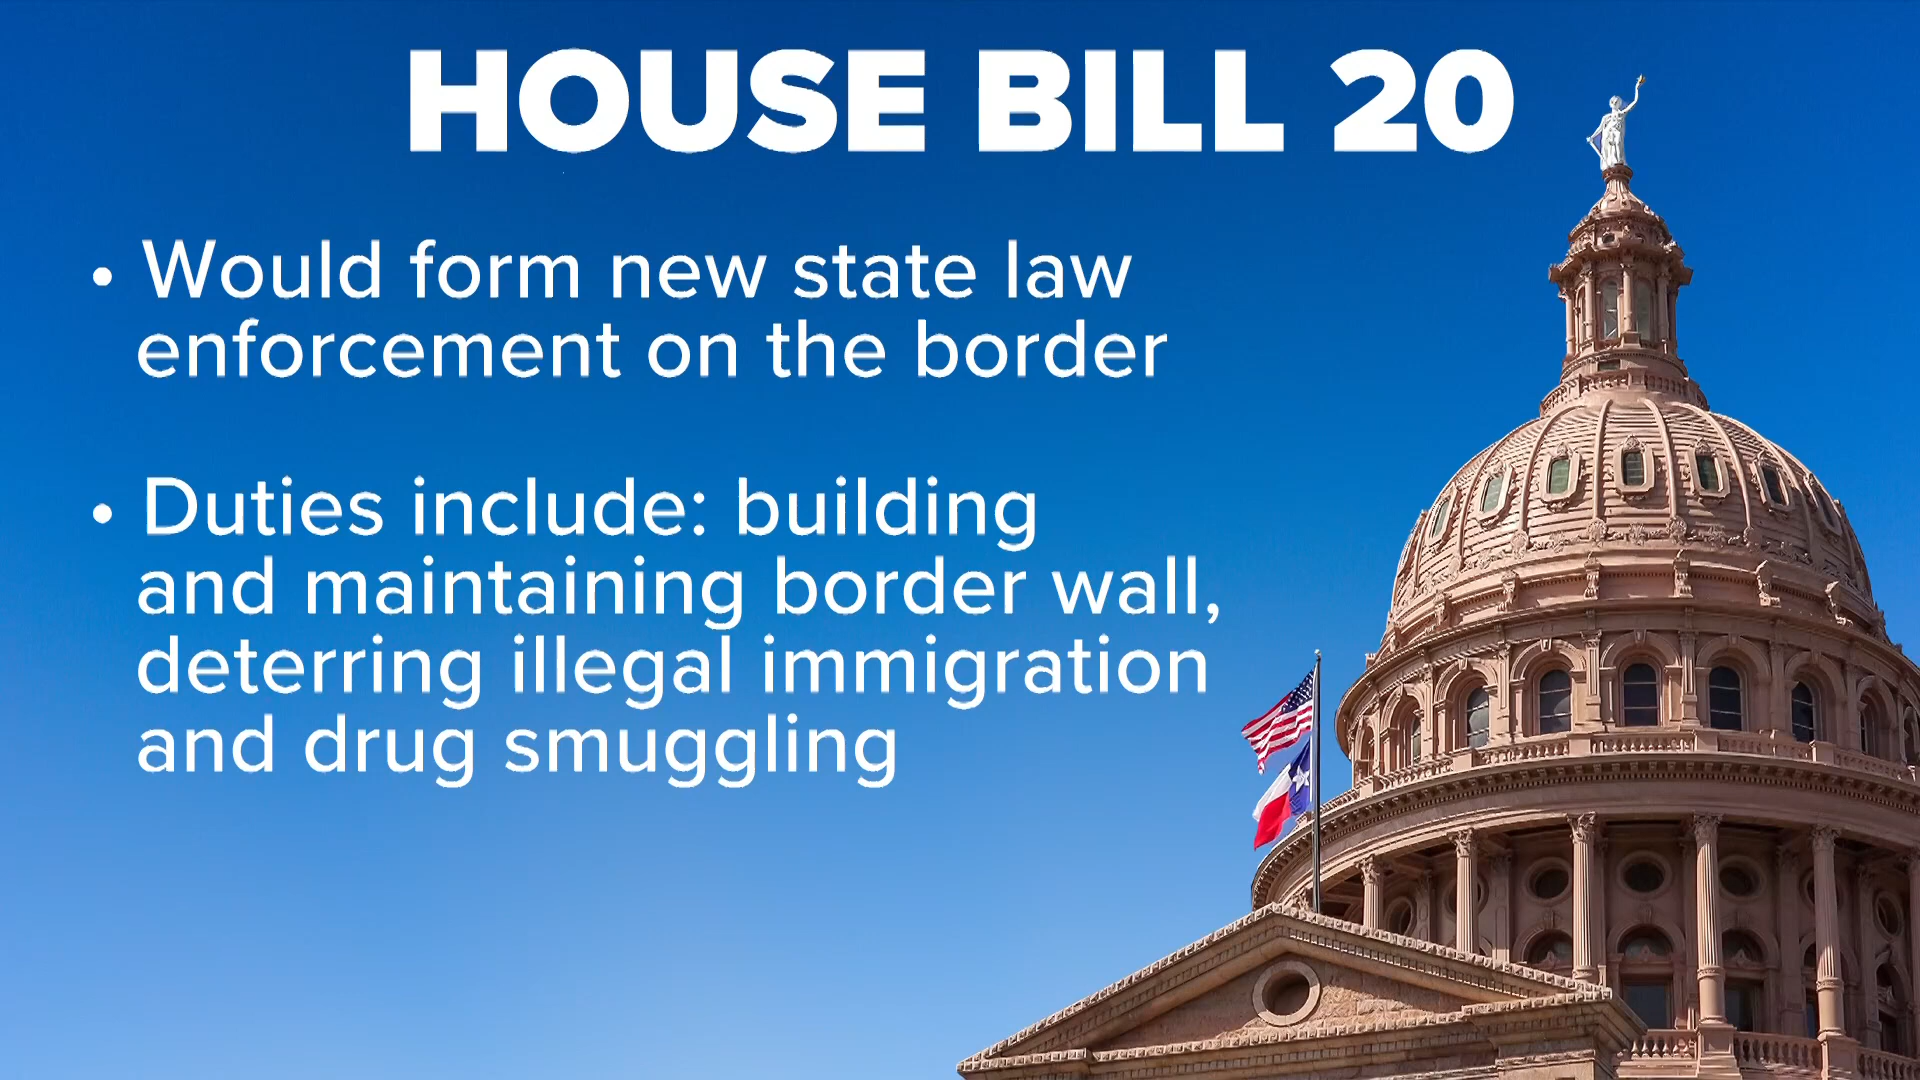 HOUSE BILL 20
• Would form new state law
enforcement on the border
• Duties include: building
and maintaining border wall,
deterring illegal immigration
and drug smuggling